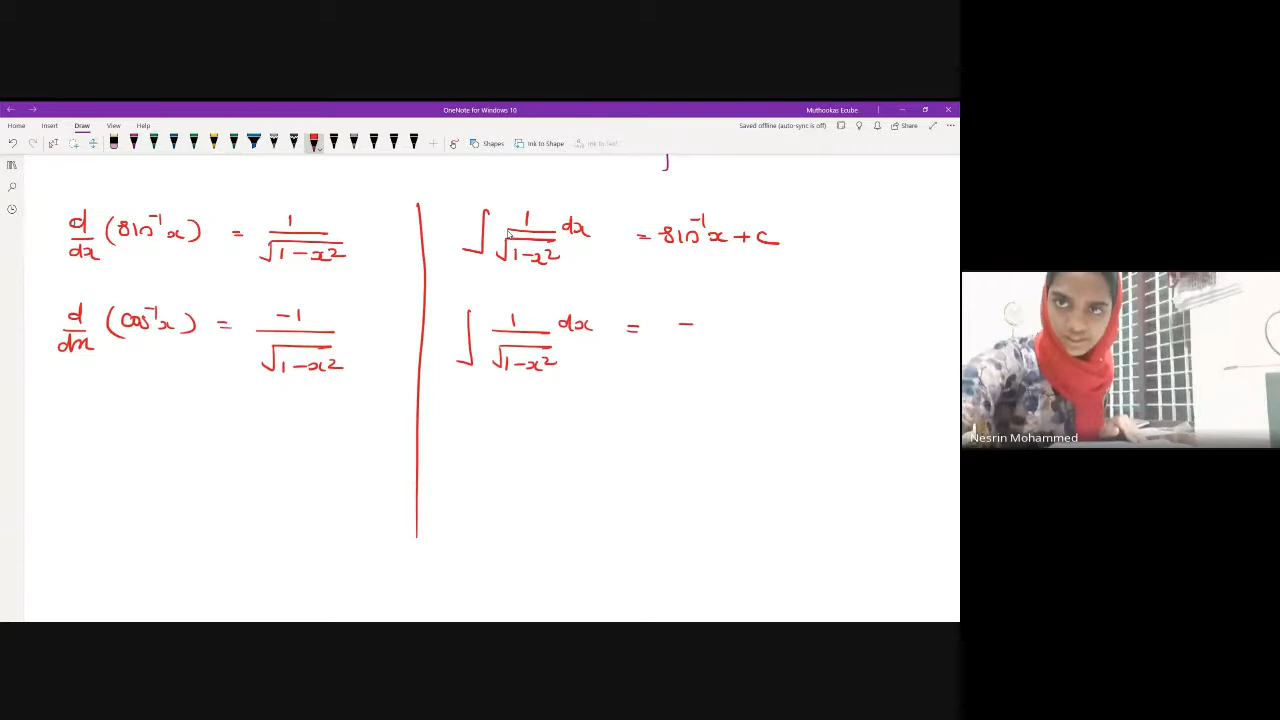 OneNote for Windows 10
Muthookas Ecube
Home Insert Draw View Help
Saved offline (auto-sync is off)
Share
Shapes
Ink to Shape
Ink to Text
d/dx (sin⁻¹x) = 1/√(1-x²)
∫ 1/√(1-x²) dx = sin⁻¹x + c
d/dx (cos⁻¹x) = -1/√(1-x²)
∫ 1/√(1-x²) dx = -
Nesrin Mohammed